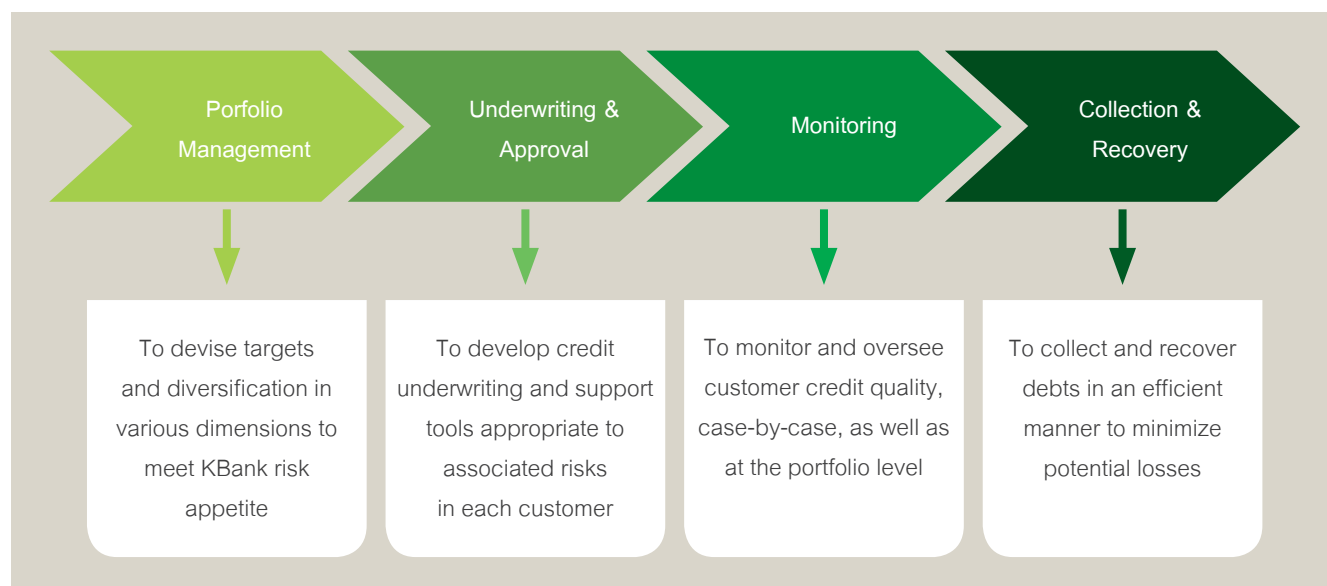 Porfolio
Management
Underwriting &
Approval
Monitoring
Collection &
Recovery
To devise targets
and diversification in
various dimensions to
meet KBank risk
appetite
To develop credit
underwriting and support
tools appropriate to
associated risks
in each customer
To monitor and oversee
customer credit quality,
case-by-case, as well as
at the portfolio level
To collect and recover
debts in an efficient
manner to minimize
potential losses